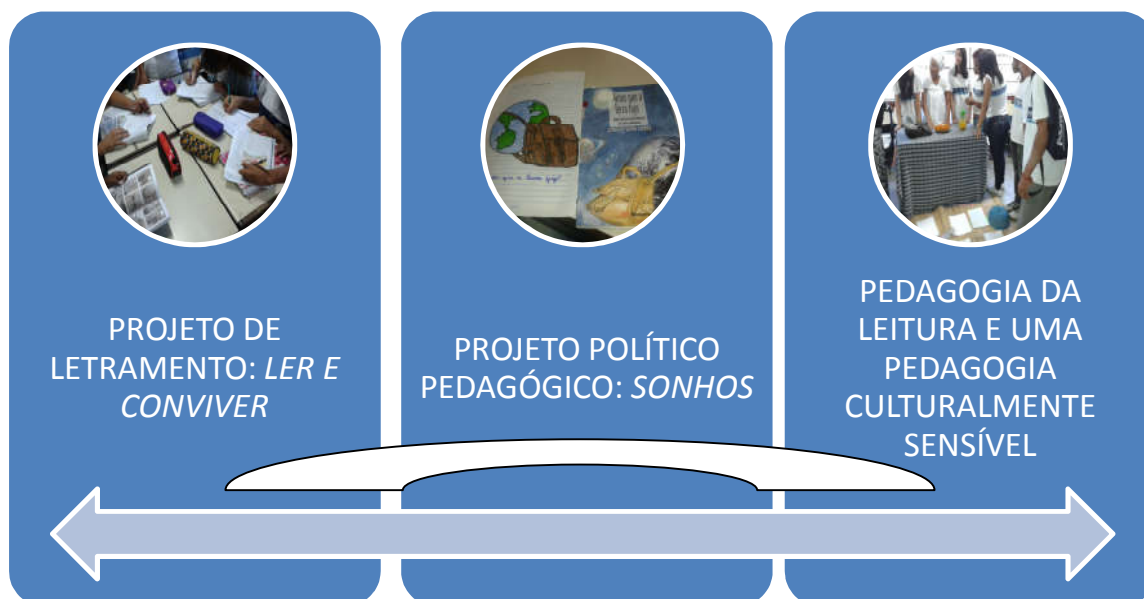 PROJETO DE
LETRAMENTO: LER E
CONVIVER
PROJETO POLÍTICO
PEDAGÓGICO: SONHOS
PEDAGOGIA DA
LEITURA E UMA
PEDAGOGIA
CULTURALMENTE
SENSÍVEL